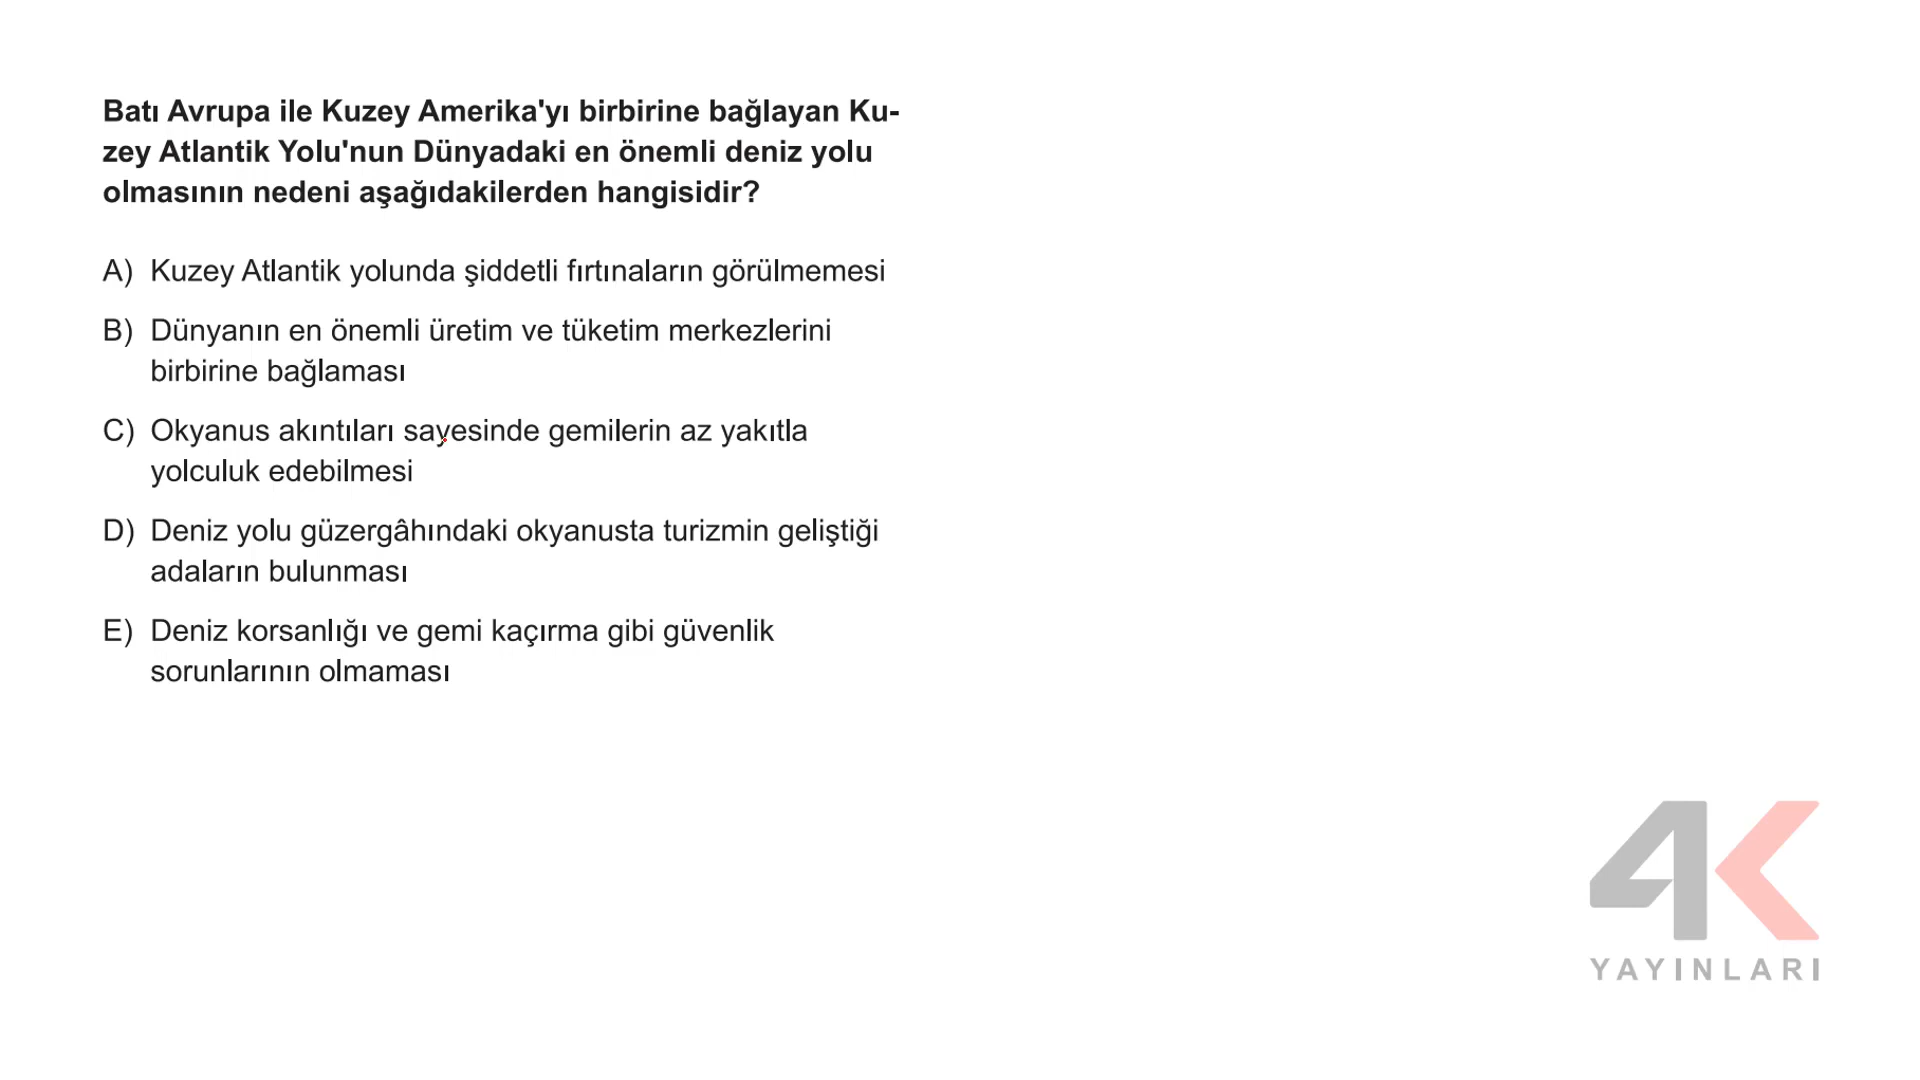 Batı Avrupa ile Kuzey Amerika'yı birbirine bağlayan Ku-
zey Atlantik Yolu'nun Dünyadaki en önemli deniz yolu
olmasının nedeni aşağıdakilerden hangisidir?
A) Kuzey Atlantik yolunda şiddetli fırtınaların görülmemesi
B) Dünyanın en önemli üretim ve tüketim merkezlerini
birbirine bağlaması
C) Okyanus akıntıları sayesinde gemilerin az yakıtla
yolculuk edebilmesi
D) Deniz yolu güzergâhındaki okyanusta turizmin geliştiği
adaların bulunması
E) Deniz korsanlığı ve gemi kaçırma gibi güvenlik
sorunlarının olmaması
4K
YAYINLARI